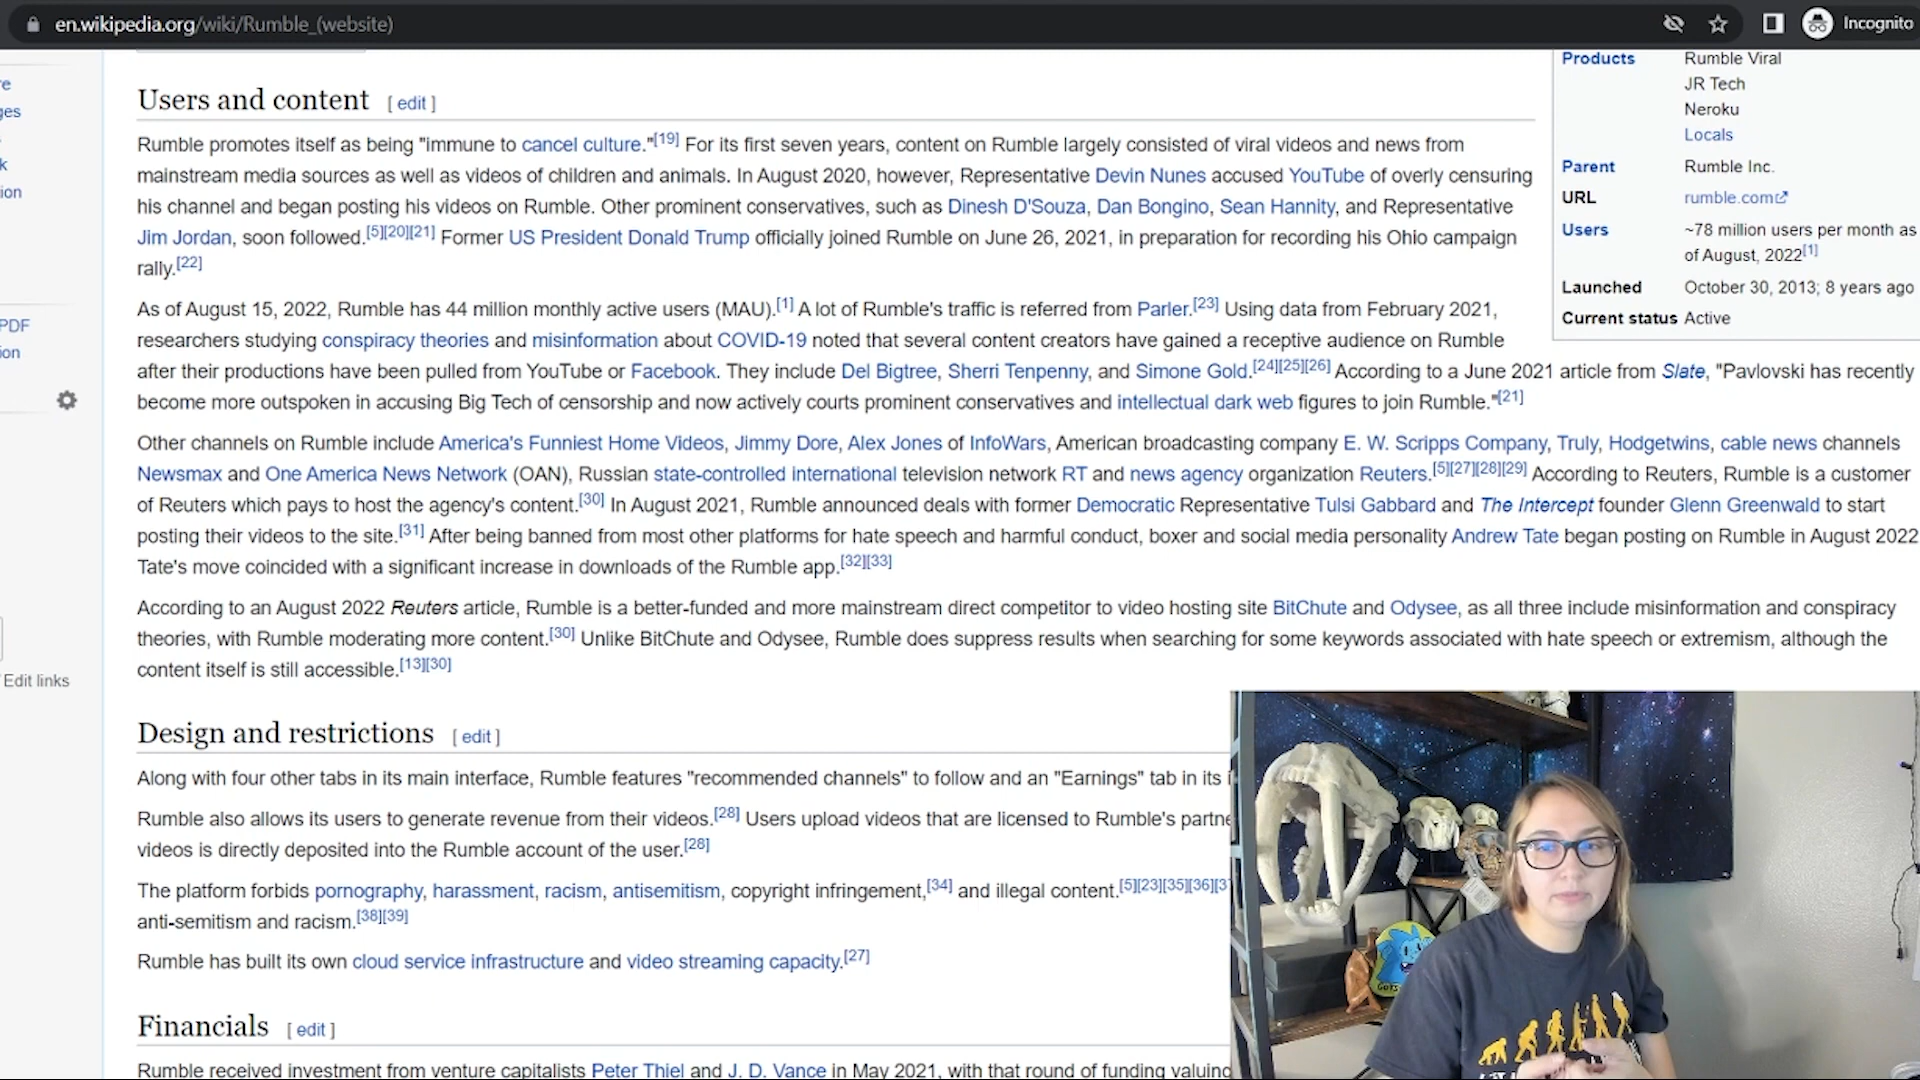 en.wikipedia.org/wiki/Rumble_(website)
Incognito
re
ges
k
ion
PDF
ion
Edit links
Users and content [ edit ]
Rumble promotes itself as being "immune to cancel culture."[19] For its first seven years, content on Rumble largely consisted of viral videos and news from
mainstream media sources as well as videos of children and animals. In August 2020, however, Representative Devin Nunes accused YouTube of overly censuring
his channel and began posting his videos on Rumble. Other prominent conservatives, such as Dinesh D'Souza, Dan Bongino, Sean Hannity, and Representative
Jim Jordan, soon followed.[5][20][21] Former US President Donald Trump officially joined Rumble on June 26, 2021, in preparation for recording his Ohio campaign
rally.[22]
As of August 15, 2022, Rumble has 44 million monthly active users (MAU).[1] A lot of Rumble's traffic is referred from Parler.[23] Using data from February 2021,
researchers studying conspiracy theories and misinformation about COVID-19 noted that several content creators have gained a receptive audience on Rumble
after their productions have been pulled from YouTube or Facebook. They include Del Bigtree, Sherri Tenpenny, and Simone Gold.[24][25][26] According to a June 2021 article from Slate, "Pavlovski has recently
become more outspoken in accusing Big Tech of censorship and now actively courts prominent conservatives and intellectual dark web figures to join Rumble."[21]
Other channels on Rumble include America's Funniest Home Videos, Jimmy Dore, Alex Jones of InfoWars, American broadcasting company E. W. Scripps Company, Truly, Hodgetwins, cable news channels
Newsmax and One America News Network (OAN), Russian state-controlled international television network RT and news agency organization Reuters.[5][27][28][29] According to Reuters, Rumble is a customer
of Reuters which pays to host the agency's content.[30] In August 2021, Rumble announced deals with former Democratic Representative Tulsi Gabbard and The Intercept founder Glenn Greenwald to start
posting their videos to the site.[31] After being banned from most other platforms for hate speech and harmful conduct, boxer and social media personality Andrew Tate began posting on Rumble in August 2022
Tate's move coincided with a significant increase in downloads of the Rumble app.[32][33]
According to an August 2022 Reuters article, Rumble is a better-funded and more mainstream direct competitor to video hosting site BitChute and Odysee, as all three include misinformation and conspiracy
theories, with Rumble moderating more content.[30] Unlike BitChute and Odysee, Rumble does suppress results when searching for some keywords associated with hate speech or extremism, although the
content itself is still accessible.[13][30]
Products Rumble Viral
JR Tech
Neroku
Locals
Parent Rumble Inc.
URL rumble.com
Users ~78 million users per month as
of August, 2022[1]
Launched October 30, 2013; 8 years ago
Current status Active
Design and restrictions [ edit ]
Along with four other tabs in its main interface, Rumble features "recommended channels" to follow and an "Earnings" tab in its
Rumble also allows its users to generate revenue from their videos.[28] Users upload videos that are licensed to Rumble's partne
videos is directly deposited into the Rumble account of the user.[28]
The platform forbids pornography, harassment, racism, antisemitism, copyright infringement,[34] and illegal content.[5][23][35][36][3
anti-semitism and racism.[38][39]
Rumble has built its own cloud service infrastructure and video streaming capacity.[27]
Financials [ edit ]
Rumble received investment from venture capitalists Peter Thiel and J. D. Vance in May 2021, with that round of funding valuing